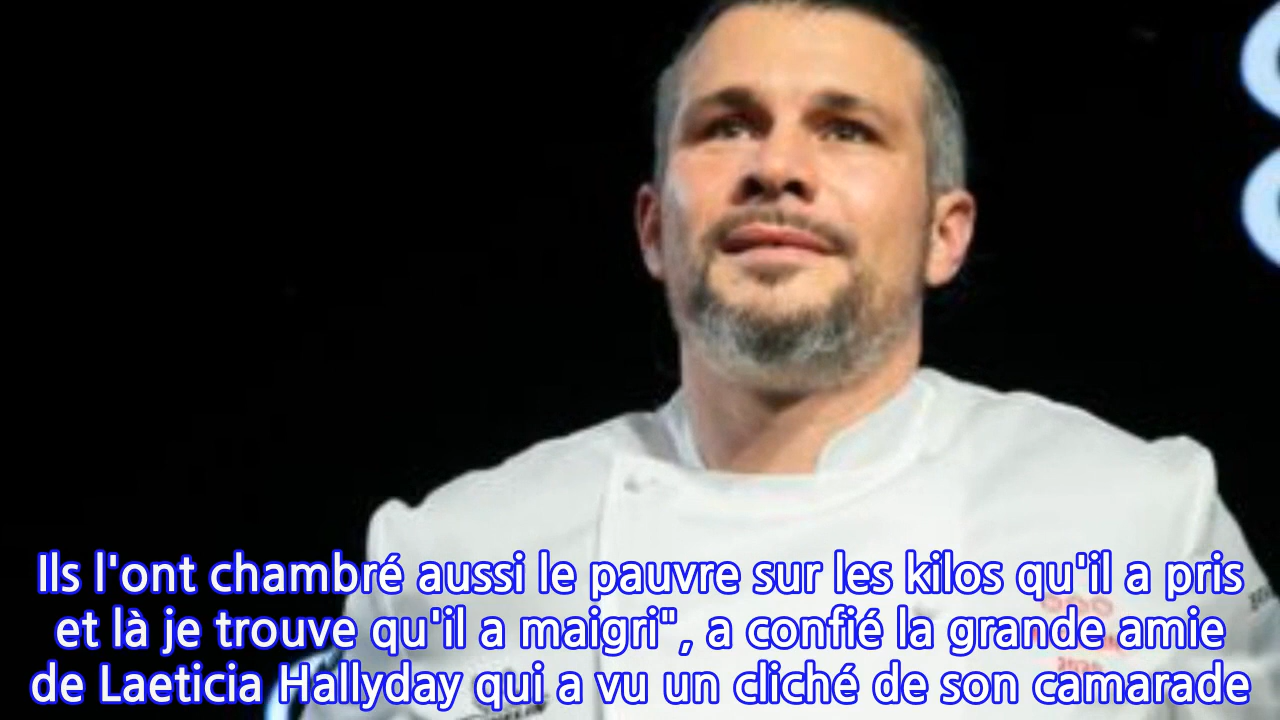 Ils l'ont chambré aussi le pauvre sur les kilos qu'il a pris
et là je trouve qu'il a maigri", a confié la grande amie
de Laeticia Hallyday qui a vu un cliché de son camarade